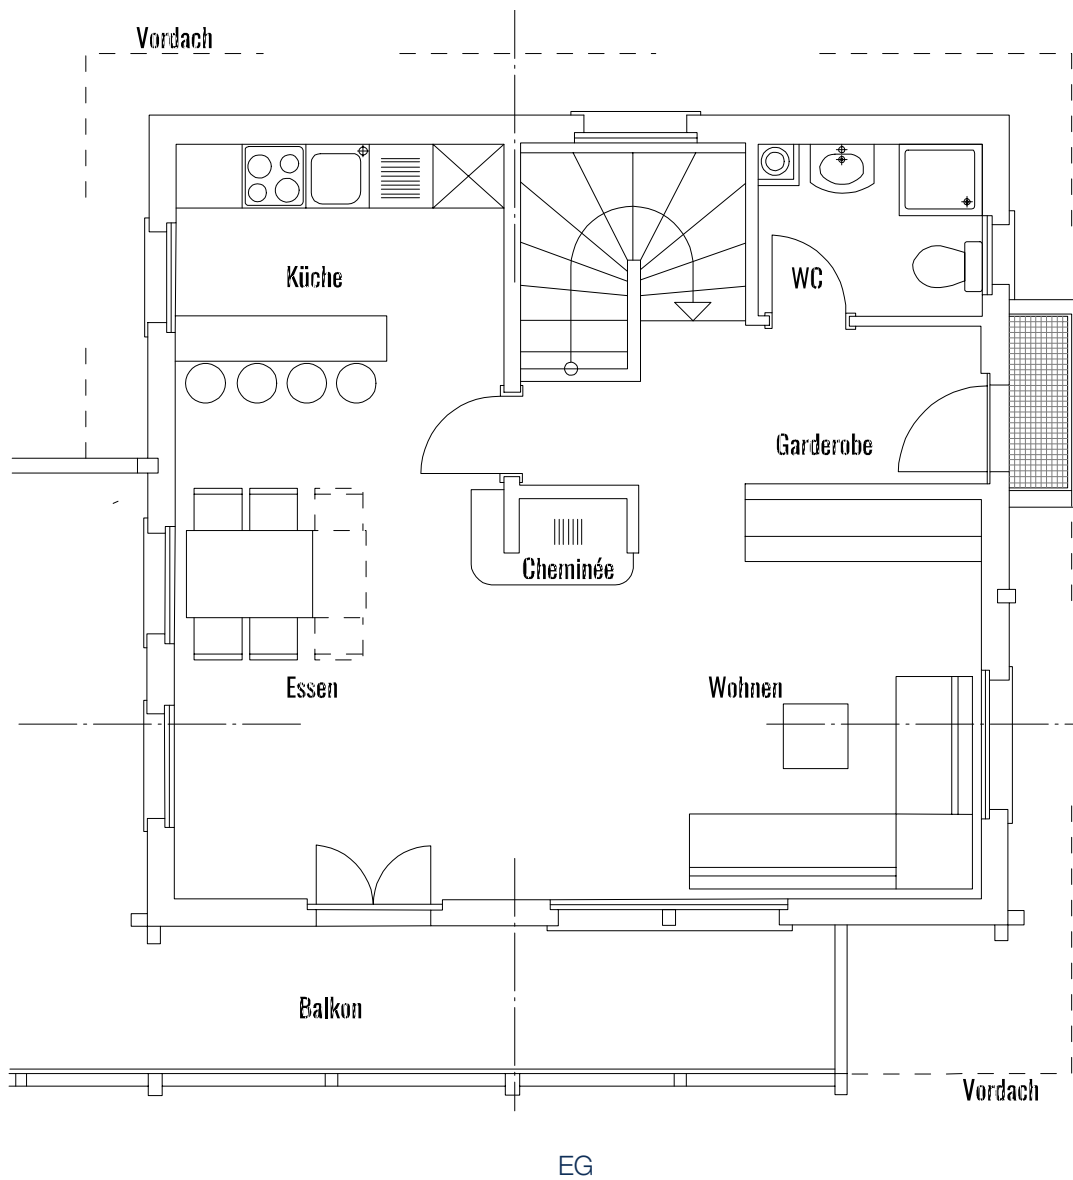 Vordach
Küche
WC
Garderobe
Cheminée
Essen
Wohnen
Balkon
Vordach
EG